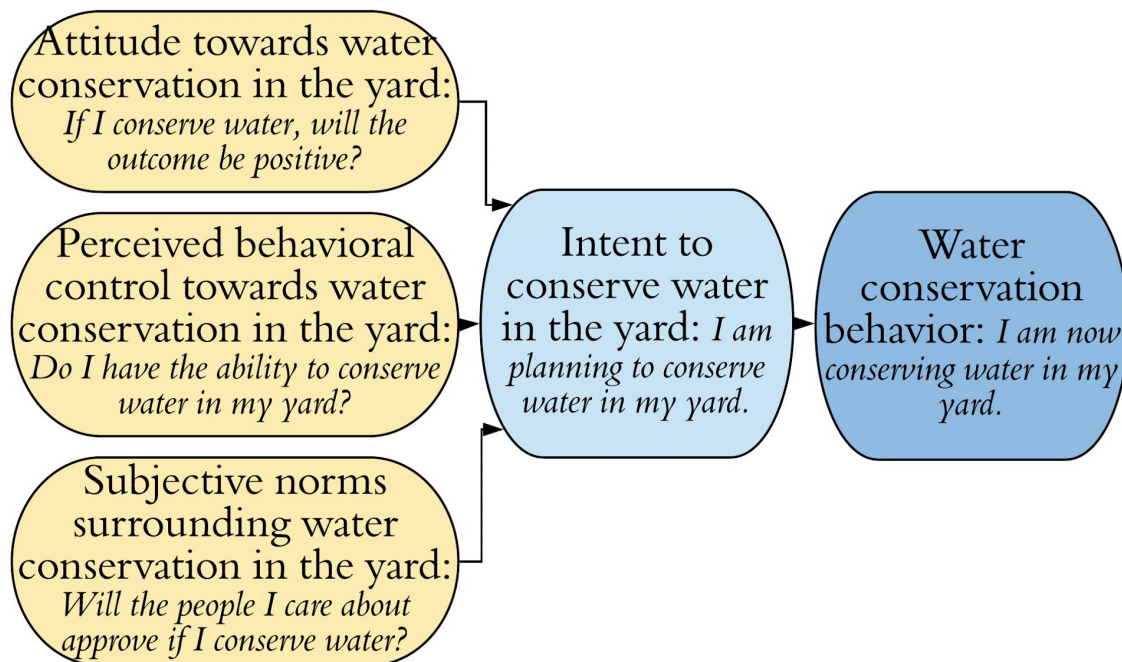 Attitude towards water
conservation in the yard:
If I conserve water, will the
outcome be positive?
Perceived behavioral
control towards water
conservation in the yard:
Do I have the ability to conserve
water in my yard?
Subjective norms
surrounding water
conservation in the yard:
Will the people I care about
approve if I conserve water?
Intent to
conserve water
in the yard: I am
planning to conserve
water in my yard.
Water
conservation
behavior: I am now
conserving water in my
yard.